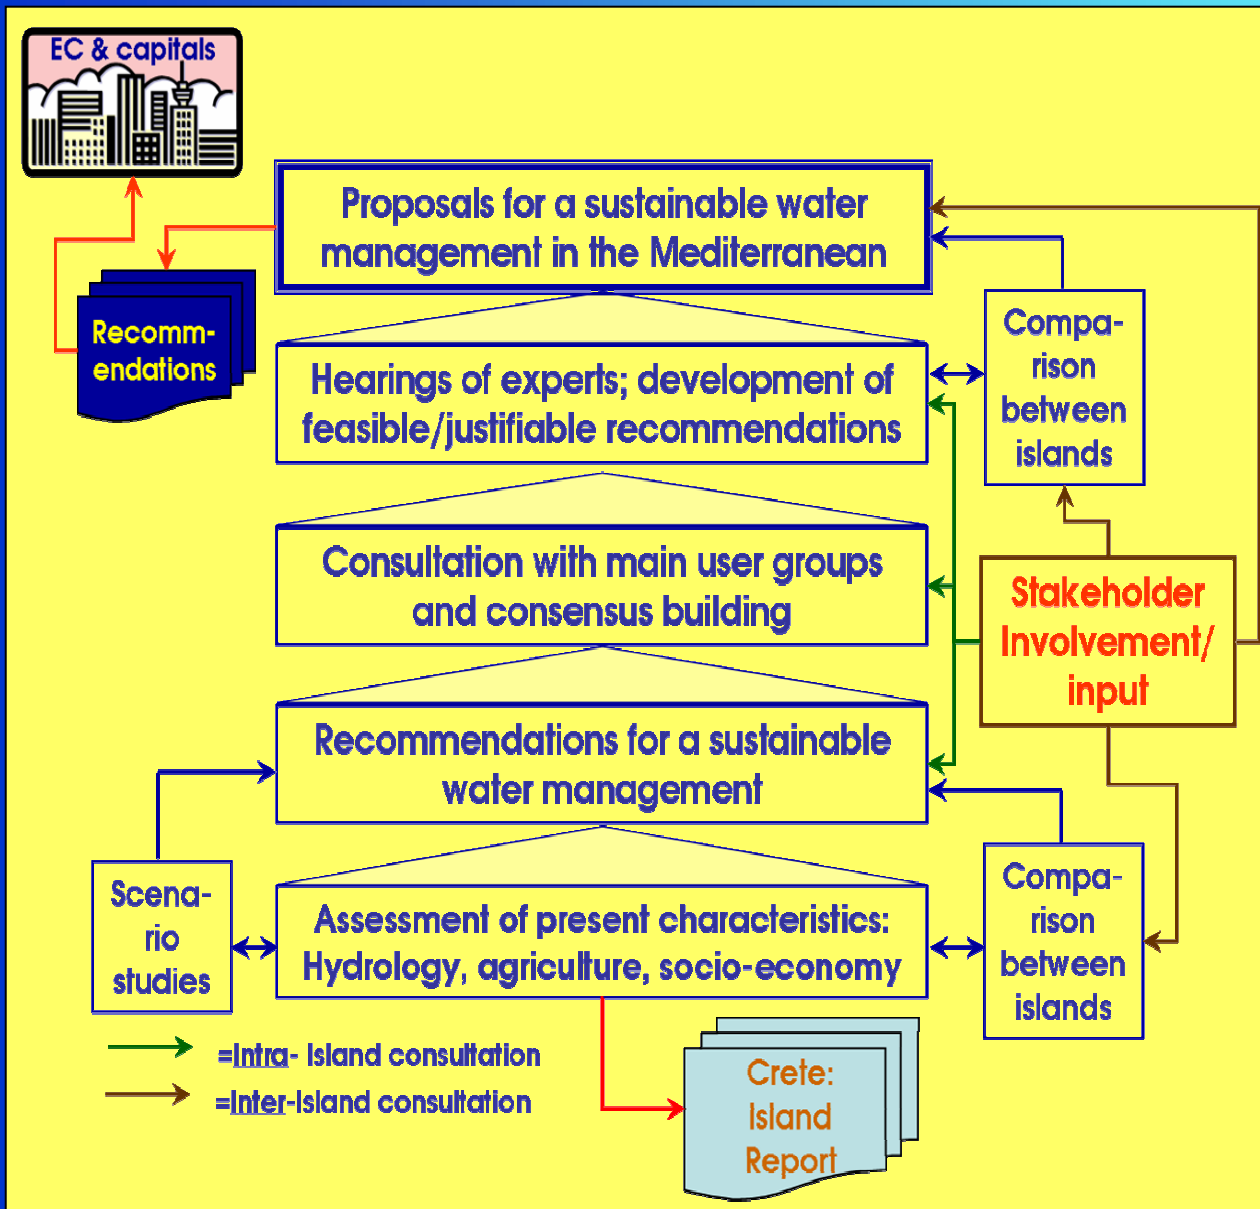 EC & capitals
Proposals for a sustainable water
management in the Mediterranean
Recomm-
endations
Hearings of experts; development of
feasible/justifiable recommendations
Compa-
rison
between
islands
Consultation with main user groups
and consensus building
Stakeholder
Involvement/
input
Recommendations for a sustainable
water management
Scena-
rio
studies
Assessment of present characteristics:
Hydrology, agriculture, socio-economy
Compa-
rison
between
islands
=Intra- Island consultation
=Inter-Island consultation
Crete:
Island
Report